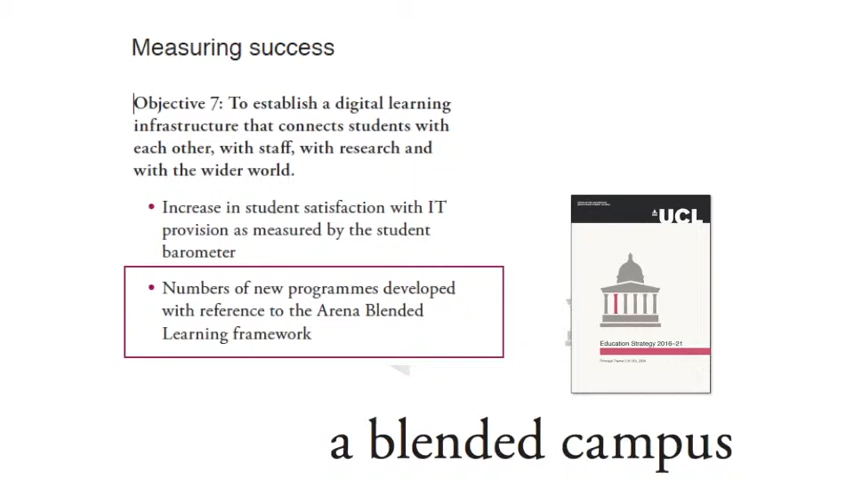 Measuring success
Objective 7: To establish a digital learning
infrastructure that connects students with
each other, with staff, with research and
with the wider world.
• Increase in student satisfaction with IT
provision as measured by the student
barometer
• Numbers of new programmes developed
with reference to the Arena Blended
Learning framework
UCL
Education Strategy 2016–21
a blended campus